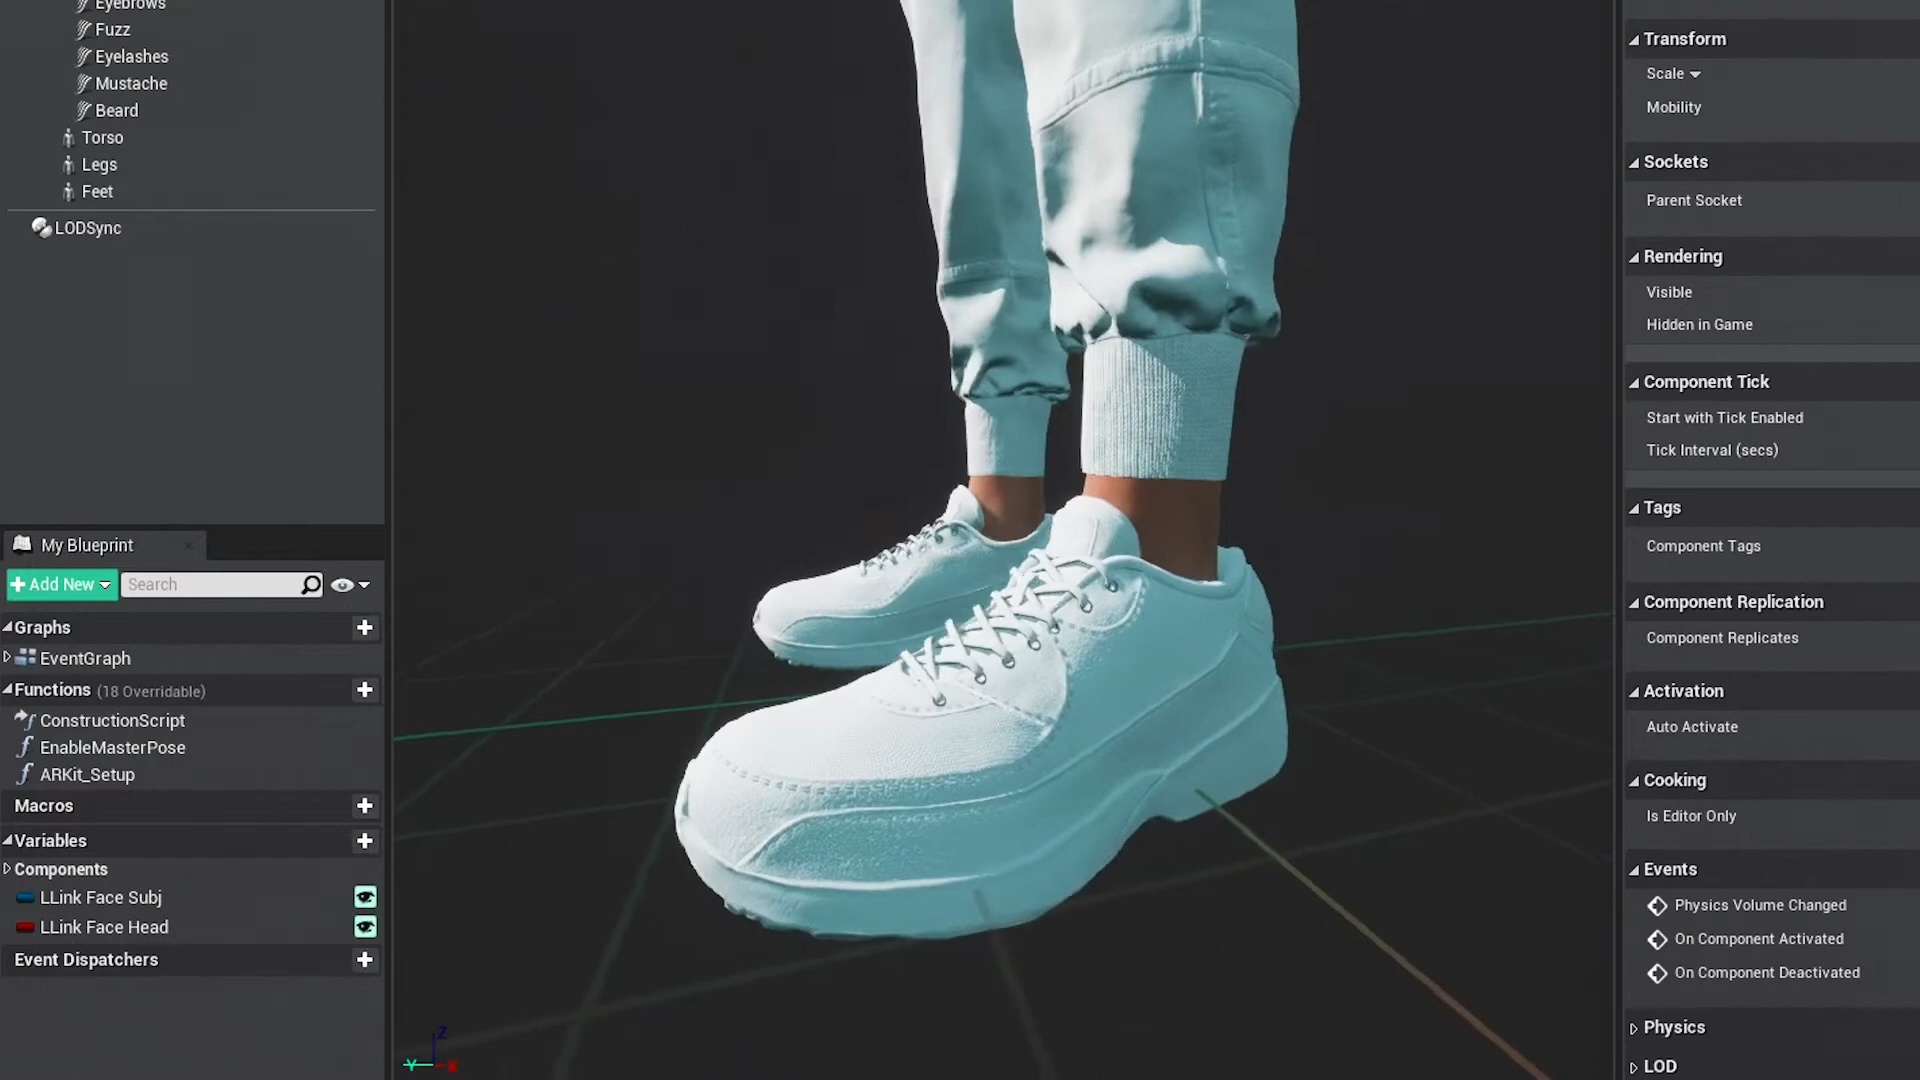 Eyebrows
Fuzz
Eyelashes
Mustache
Beard
Torso
Legs
Feet
LODSync
My Blueprint
Add New
Search
Graphs
EventGraph
Functions (18 Overridable)
ConstructionScript
EnableMasterPose
ARKit_Setup
Macros
Variables
Components
LLink Face Subj
LLink Face Head
Event Dispatchers
Z
Y
X
Transform
Scale
Mobility
Sockets
Parent Socket
Rendering
Visible
Hidden in Game
Component Tick
Start with Tick Enabled
Tick Interval (secs)
Tags
Component Tags
Component Replication
Component Replicates
Activation
Auto Activate
Cooking
Is Editor Only
Events
Physics Volume Changed
On Component Activated
On Component Deactivated
Physics
LOD